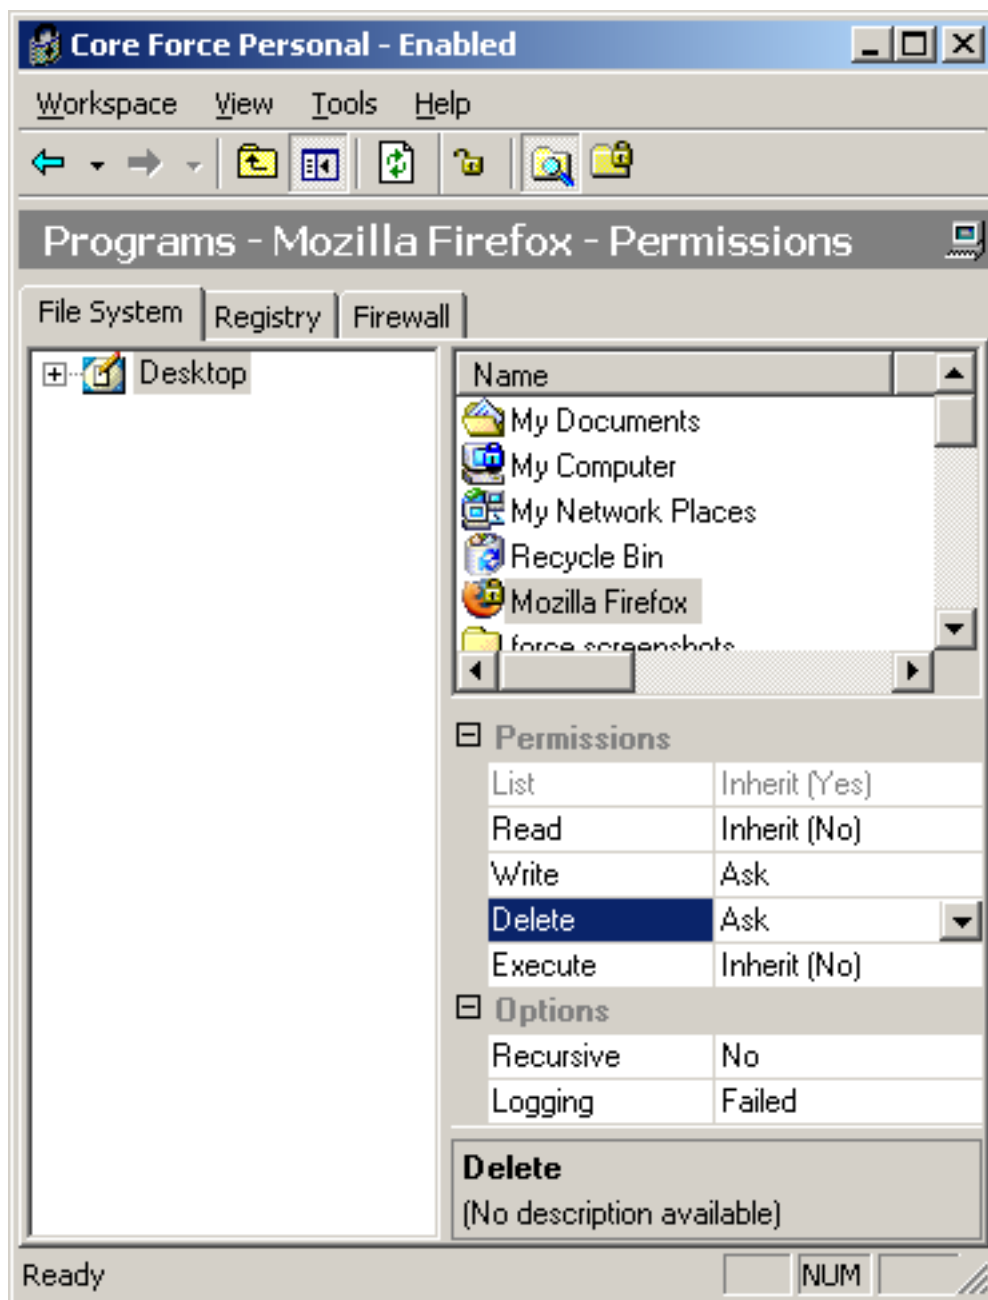 Core Force Personal - Enabled
Workspace View Tools Help
Programs - Mozilla Firefox - Permissions
File System Registry Firewall
Desktop
Name
My Documents
My Computer
My Network Places
Recycle Bin
Mozilla Firefox
force screenshots
Permissions
List Inherit (Yes)
Read Inherit (No)
Write Ask
Delete Ask
Execute Inherit (No)
Options
Recursive No
Logging Failed
Delete
(No description available)
Ready NUM